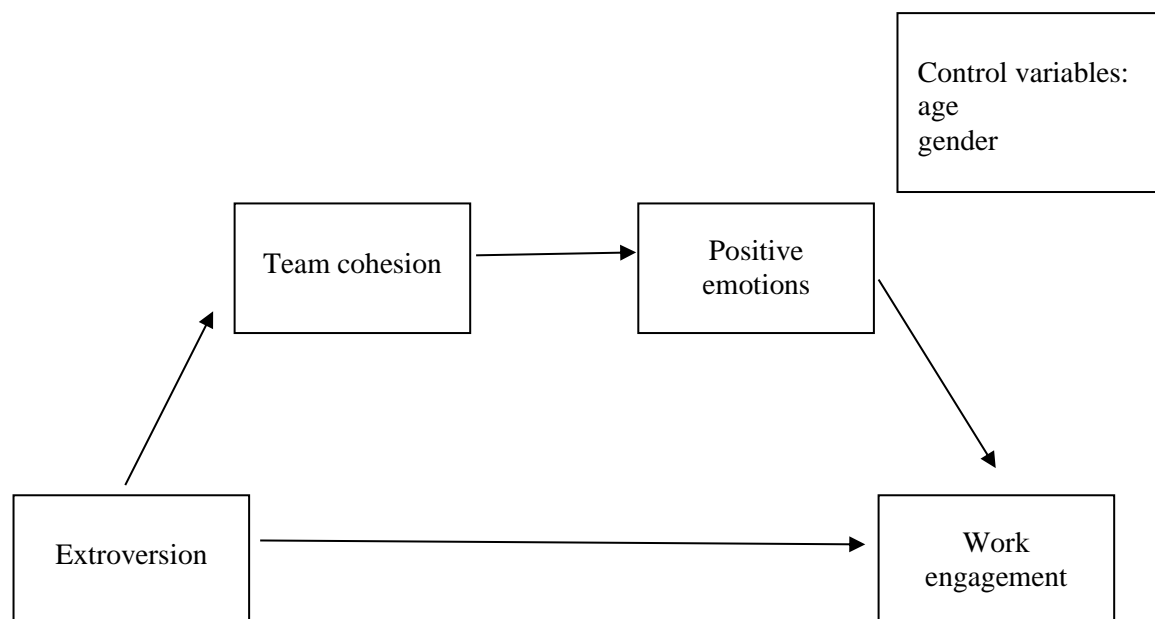 Control variables:
age
gender
Team cohesion
Positive
emotions
Extroversion
Work
engagement